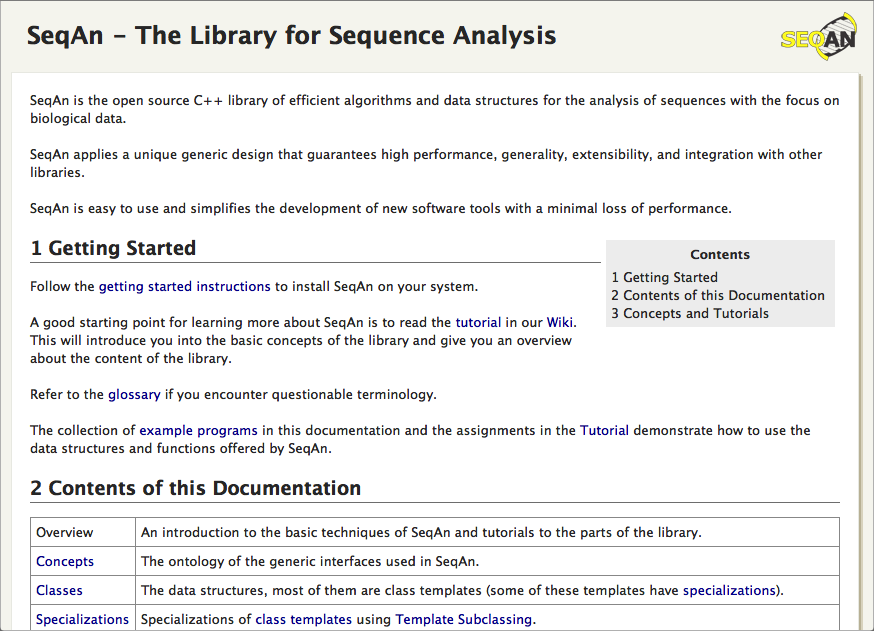 SeqAn – The Library for Sequence Analysis
SEQAN
SeqAn is the open source C++ library of efficient algorithms and data structures for the analysis of sequences with the focus on
biological data.
SeqAn applies a unique generic design that guarantees high performance, generality, extensibility, and integration with other
libraries.
SeqAn is easy to use and simplifies the development of new software tools with a minimal loss of performance.
1 Getting Started
Contents
1 Getting Started
2 Contents of this Documentation
3 Concepts and Tutorials
Follow the getting started instructions to install SeqAn on your system.
A good starting point for learning more about SeqAn is to read the tutorial in our Wiki.
This will introduce you into the basic concepts of the library and give you an overview
about the content of the library.
Refer to the glossary if you encounter questionable terminology.
The collection of example programs in this documentation and the assignments in the Tutorial demonstrate how to use the
data structures and functions offered by SeqAn.
2 Contents of this Documentation
Overview An introduction to the basic techniques of SeqAn and tutorials to the parts of the library.
Concepts The ontology of the generic interfaces used in SeqAn.
Classes The data structures, most of them are class templates (some of these templates have specializations).
Specializations Specializations of class templates using Template Subclassing.